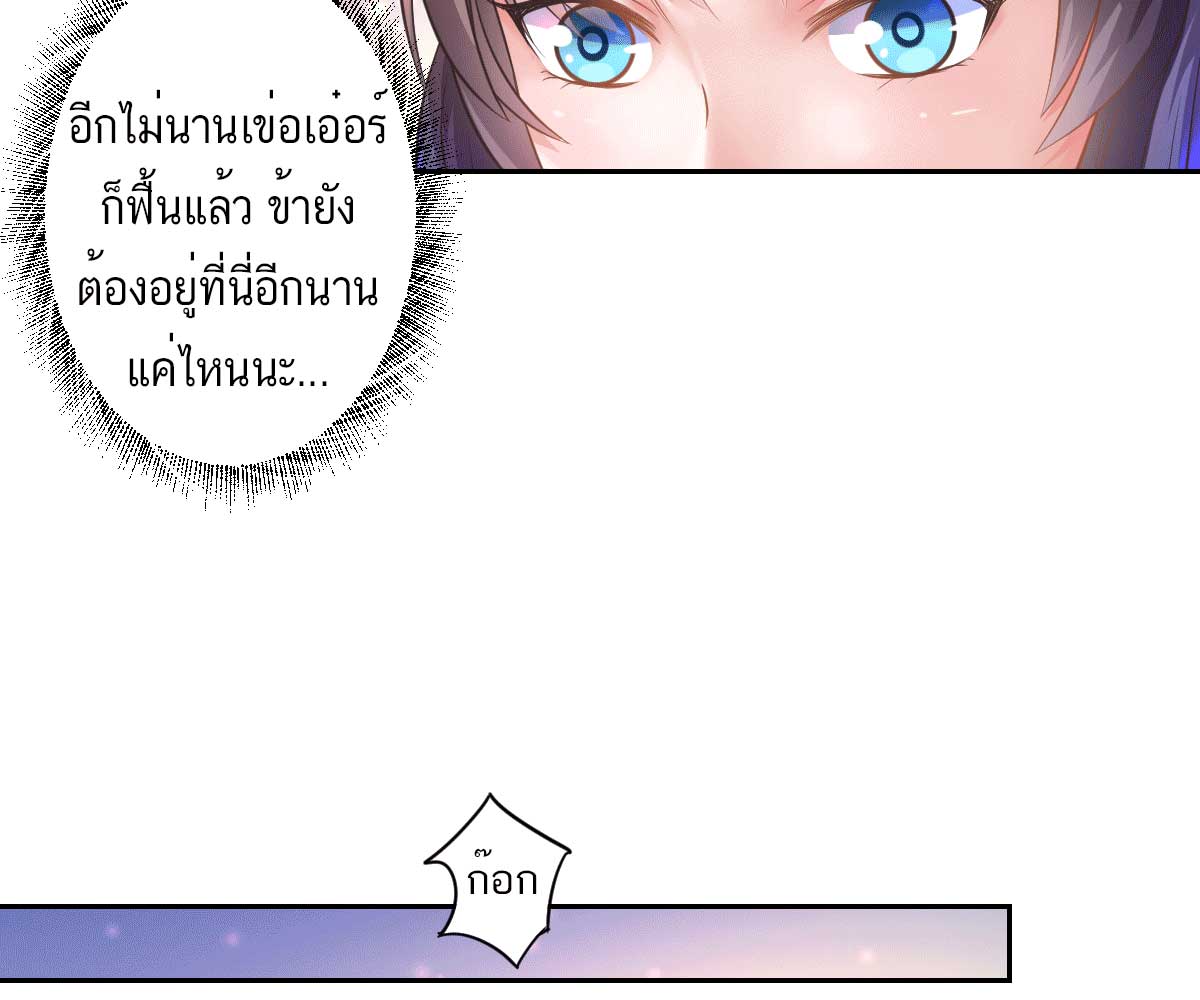 อีกไม่นานเข่อเอ๋อร์
ก็ฟื้นแล้ว ข้ายัง
ต้องอยู่ที่นี่อีกนาน
แค่ไหนนะ...
ก๊อก